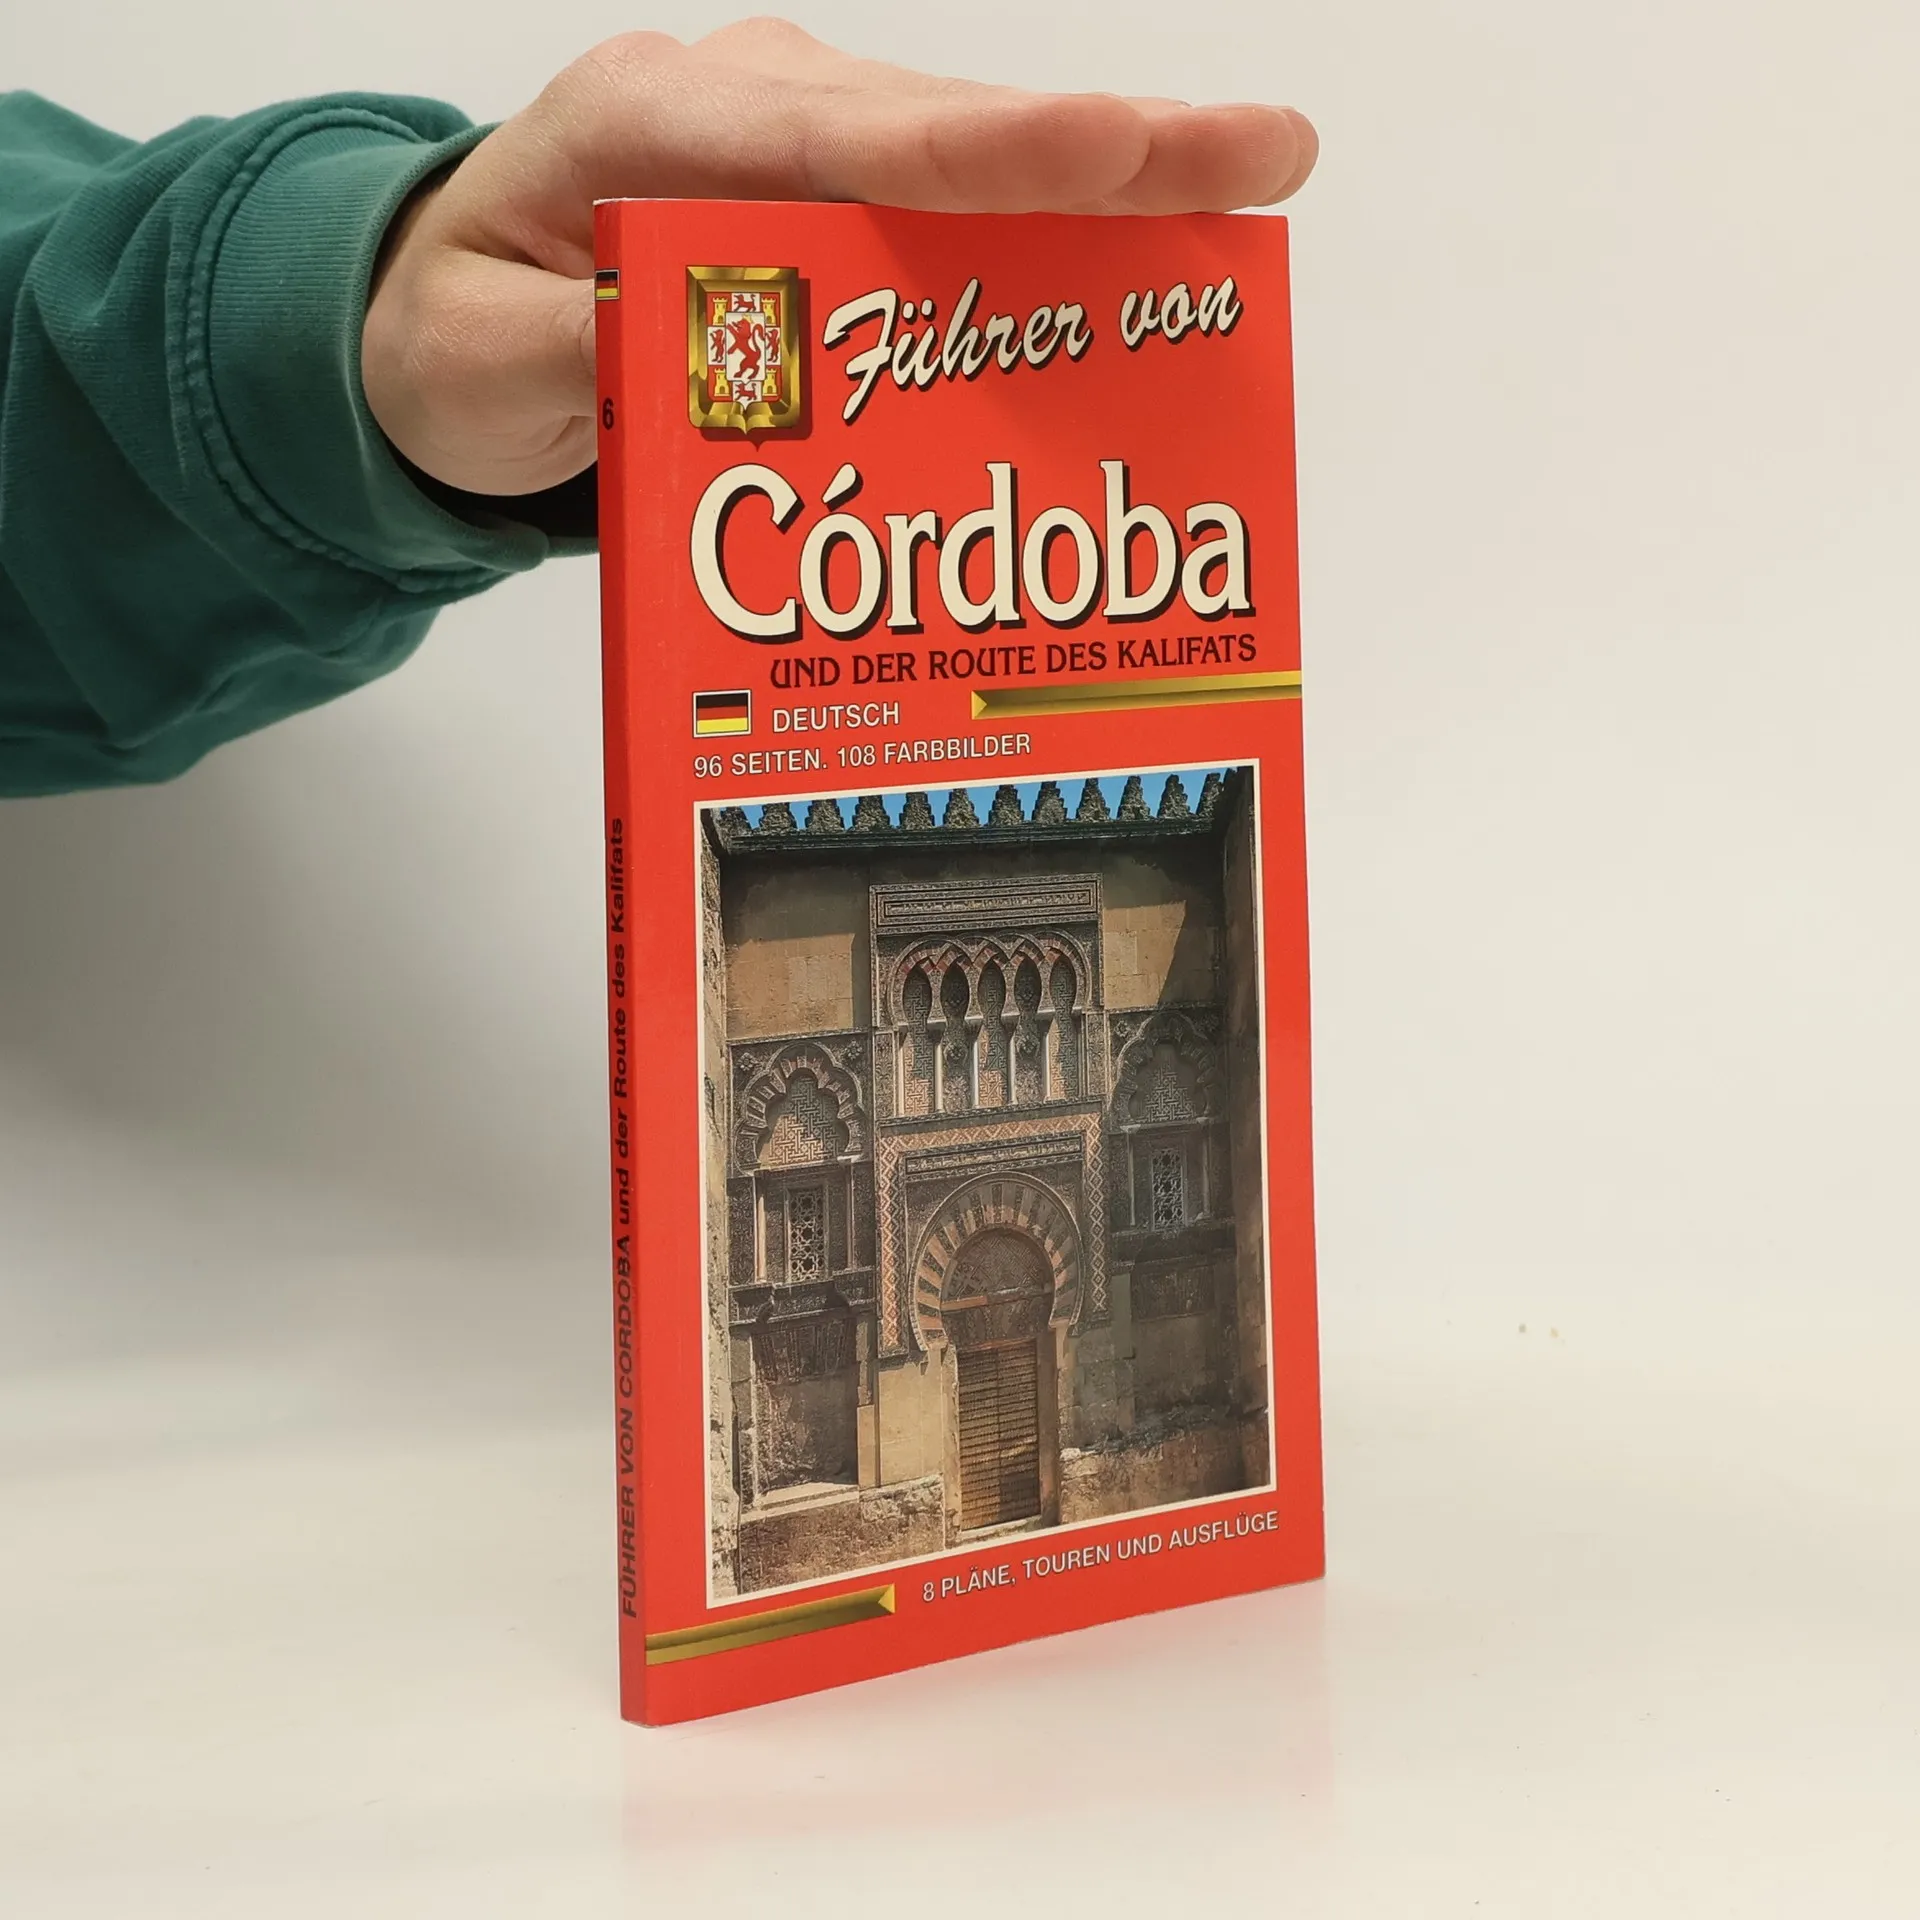 Führer von
Córdoba
UND DER ROUTE DES KALIFATS
DEUTSCH
96 SEITEN. 108 FARBBILDER
8 PLÄNE, TOUREN UND AUSFLÜGE
6
FÜHRER VON CORDOBA und der Route des Kalifats